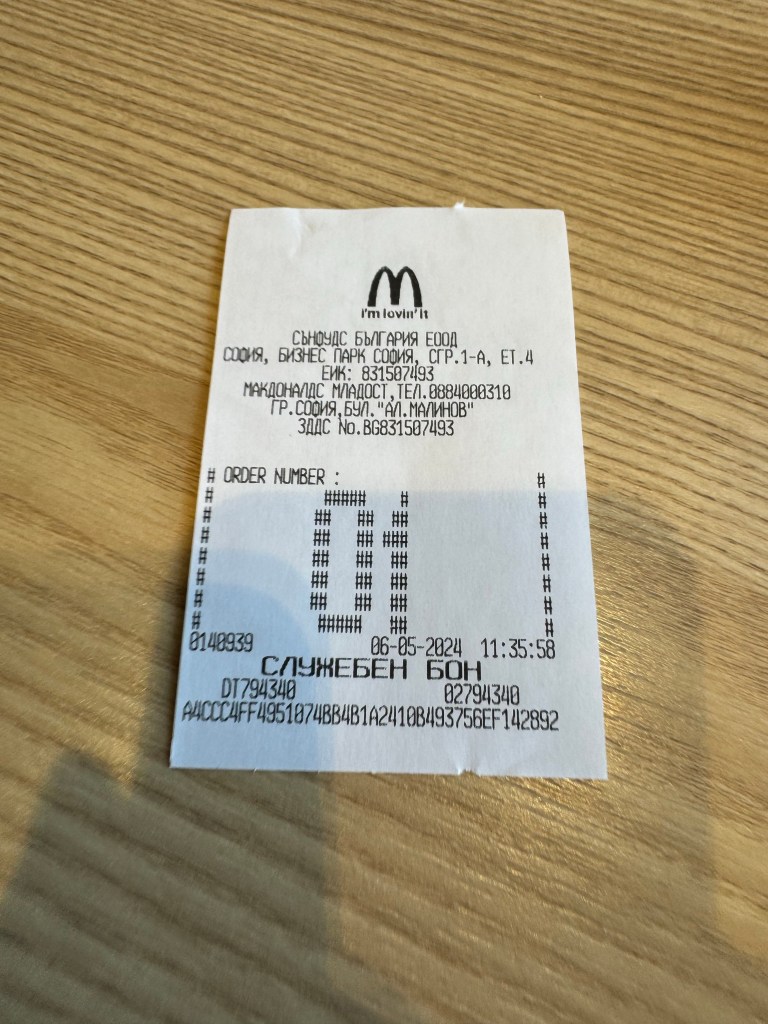 M
i'm lovin' it
СЪНФУДС БЪЛГАРИЯ ЕООД
СОФИЯ, БИЗНЕС ПАРК СОФИЯ, СГР.1-А, ЕТ.4
ЕИК: 831507493
МАКДОНАЛДС МЛАДОСТ,ТЕЛ.0884000310
ГР.СОФИЯ,БУЛ."АЛ.МАЛИНОВ"
ЗДДС No.BG831507493
# ORDER NUMBER : #
01
0140939 06-05-2024 11:35:58
СЛУЖЕБЕН БОН
DT794340 02794340
A4CCC4FF4951074BB4B1A2410B493756EF142892